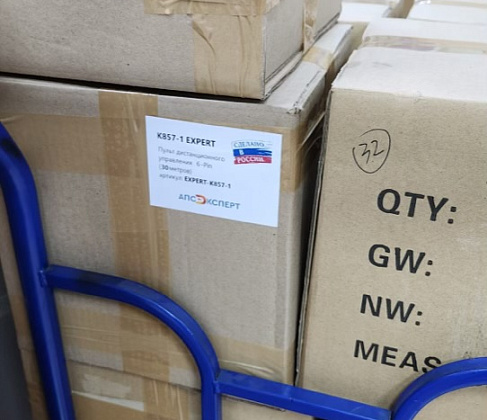 K857-1 EXPERT
СДЕЛАНО
В
РОССИИ
Пульт дистанционного
управления 6-Pin
(30метров)
артикул: EXPERT-K857-1
АПСЭКСПЕРТ
32
QTY:
GW:
NW:
MEAS